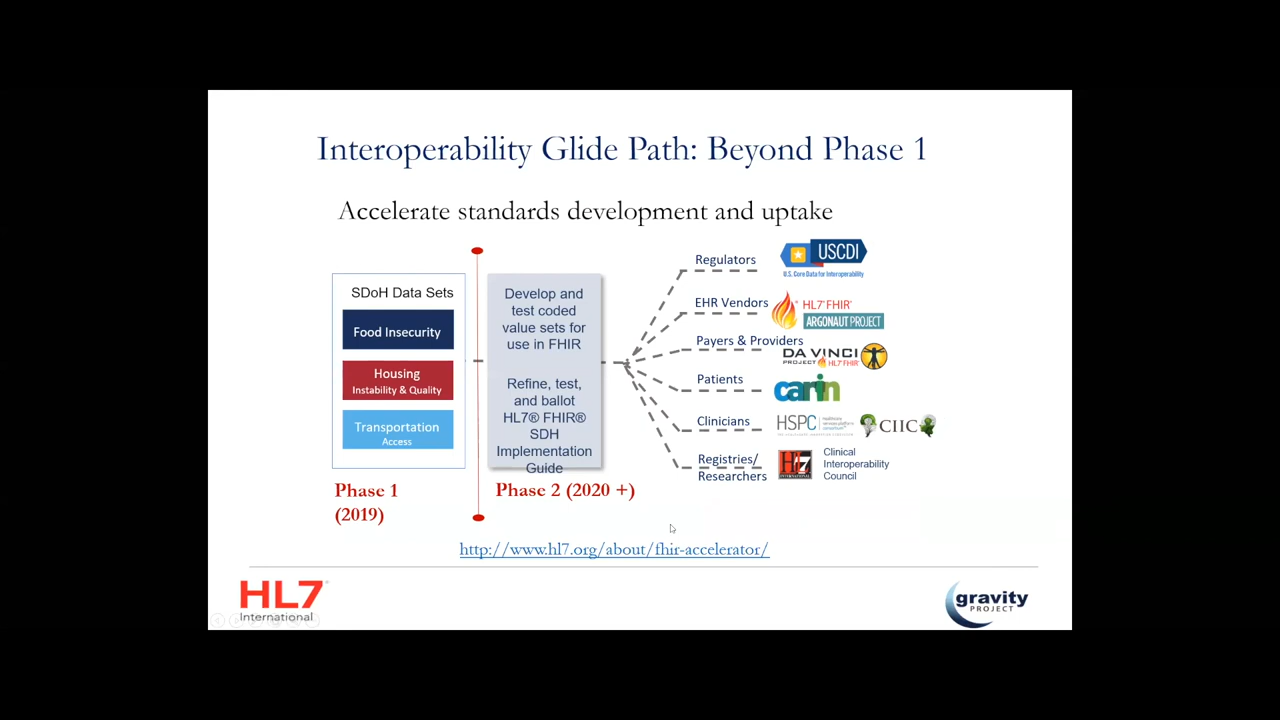 Interoperability Glide Path: Beyond Phase 1
Accelerate standards development and uptake
SDoH Data Sets
Food Insecurity
Housing
Instability & Quality
Transportation
Access
Phase 1
(2019)
Develop and
test coded
value sets for
use in FHIR
Refine, test,
and ballot
HL7® FHIR®
SDH
Implementation
Guide
Phase 2 (2020 +)
Regulators
USCDI
U.S. Core Data for Interoperability
EHR Vendors
HL7 FHIR
ARGONAUT PROJECT
Payers & Providers
DA VINCI
PROJECT HL7 FHIR
Patients
carin
Clinicians
HSPC
healthcare
services platform
consortium
CIIC
Registries/
Researchers
HL7
INTERNATIONAL
Clinical
Interoperability
Council
http://www.hl7.org/about/fhir-accelerator/
HL7
International
gravity
PROJECT